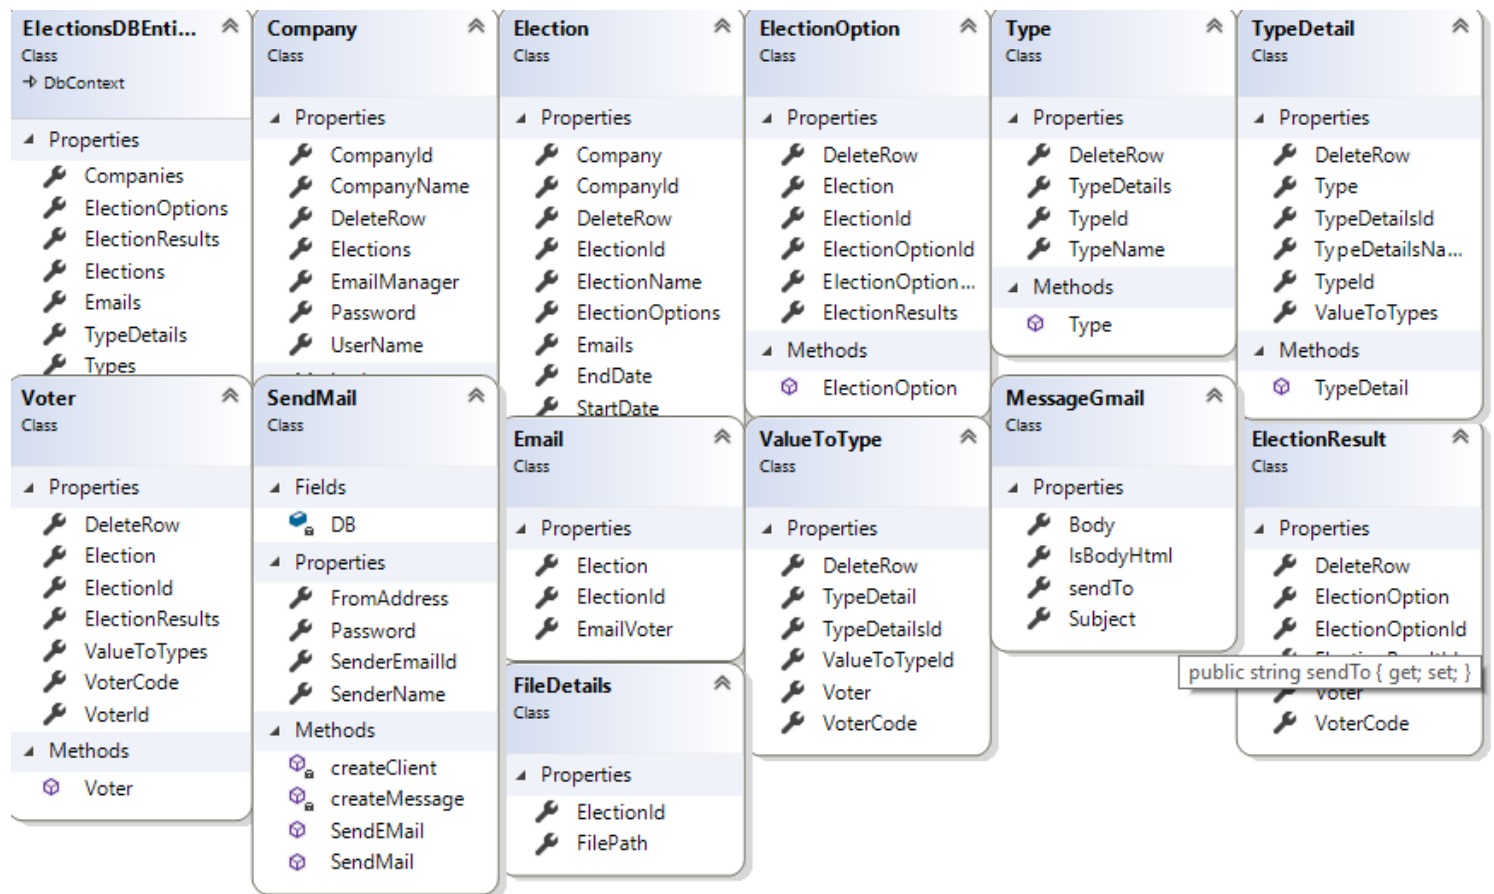 ElectionsDBEnti...
Class
DbContext
Properties
Companies
ElectionOptions
ElectionResults
Elections
Emails
TypeDetails
Types
Company
Class
Properties
CompanyId
CompanyName
DeleteRow
Elections
EmailManager
Password
UserName
Election
Class
Properties
Company
CompanyId
DeleteRow
ElectionId
ElectionName
ElectionOptions
Emails
EndDate
StartDate
ElectionOption
Class
Properties
DeleteRow
Election
ElectionId
ElectionOptionId
ElectionOption...
ElectionResults
Methods
ElectionOption
Type
Class
Properties
DeleteRow
TypeDetails
TypeId
TypeName
Methods
Type
TypeDetail
Class
Properties
DeleteRow
Type
TypeDetailsId
TypeDetailsNa...
TypeId
ValueToTypes
Methods
TypeDetail
Voter
Class
Properties
DeleteRow
Election
ElectionId
ElectionResults
ValueToTypes
VoterCode
VoterId
Methods
Voter
SendMail
Class
Fields
DB
Properties
FromAddress
Password
SenderEmailId
SenderName
Methods
createClient
createMessage
SendEMail
SendMail
Email
Class
Properties
Election
ElectionId
EmailVoter
FileDetails
Class
Properties
ElectionId
FilePath
ValueToType
Class
Properties
DeleteRow
TypeDetail
TypeDetailsId
ValueToTypeId
Voter
VoterCode
MessageGmail
Class
Properties
Body
IsBodyHtml
sendTo
Subject
public string sendTo { get; set; }
ElectionResult
Class
Properties
DeleteRow
ElectionOption
ElectionOptionId
Voter
VoterCode